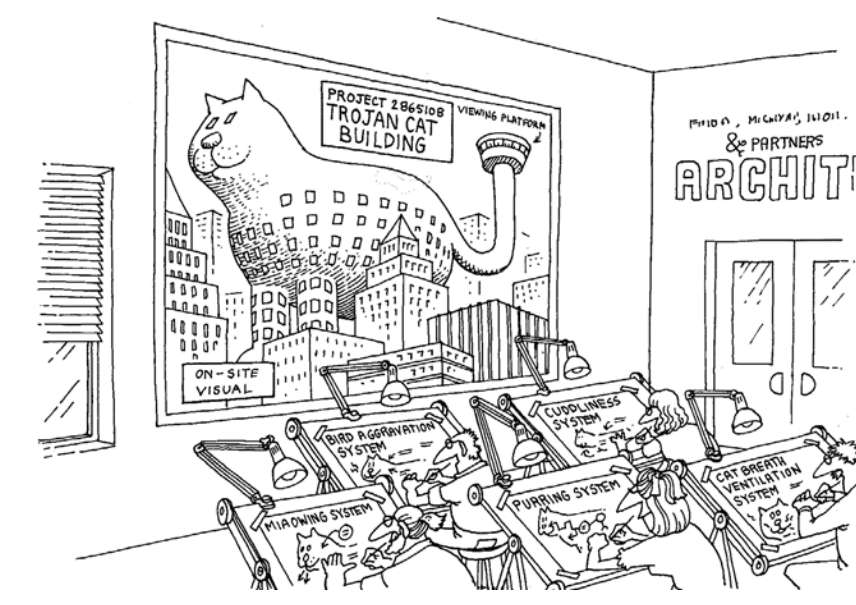 PROJECT 2865108
TROJAN CAT
BUILDING
VIEWING PLATFORM
& PARTNERS
ARCHIT
ON-SITE
VISUAL
BIRD AGGRAVATION
SYSTEM
CUDDLINESS
SYSTEM
MIAOWING SYSTEM
PURRING SYSTEM
CAT BREATH
VENTILATION
SYSTEM